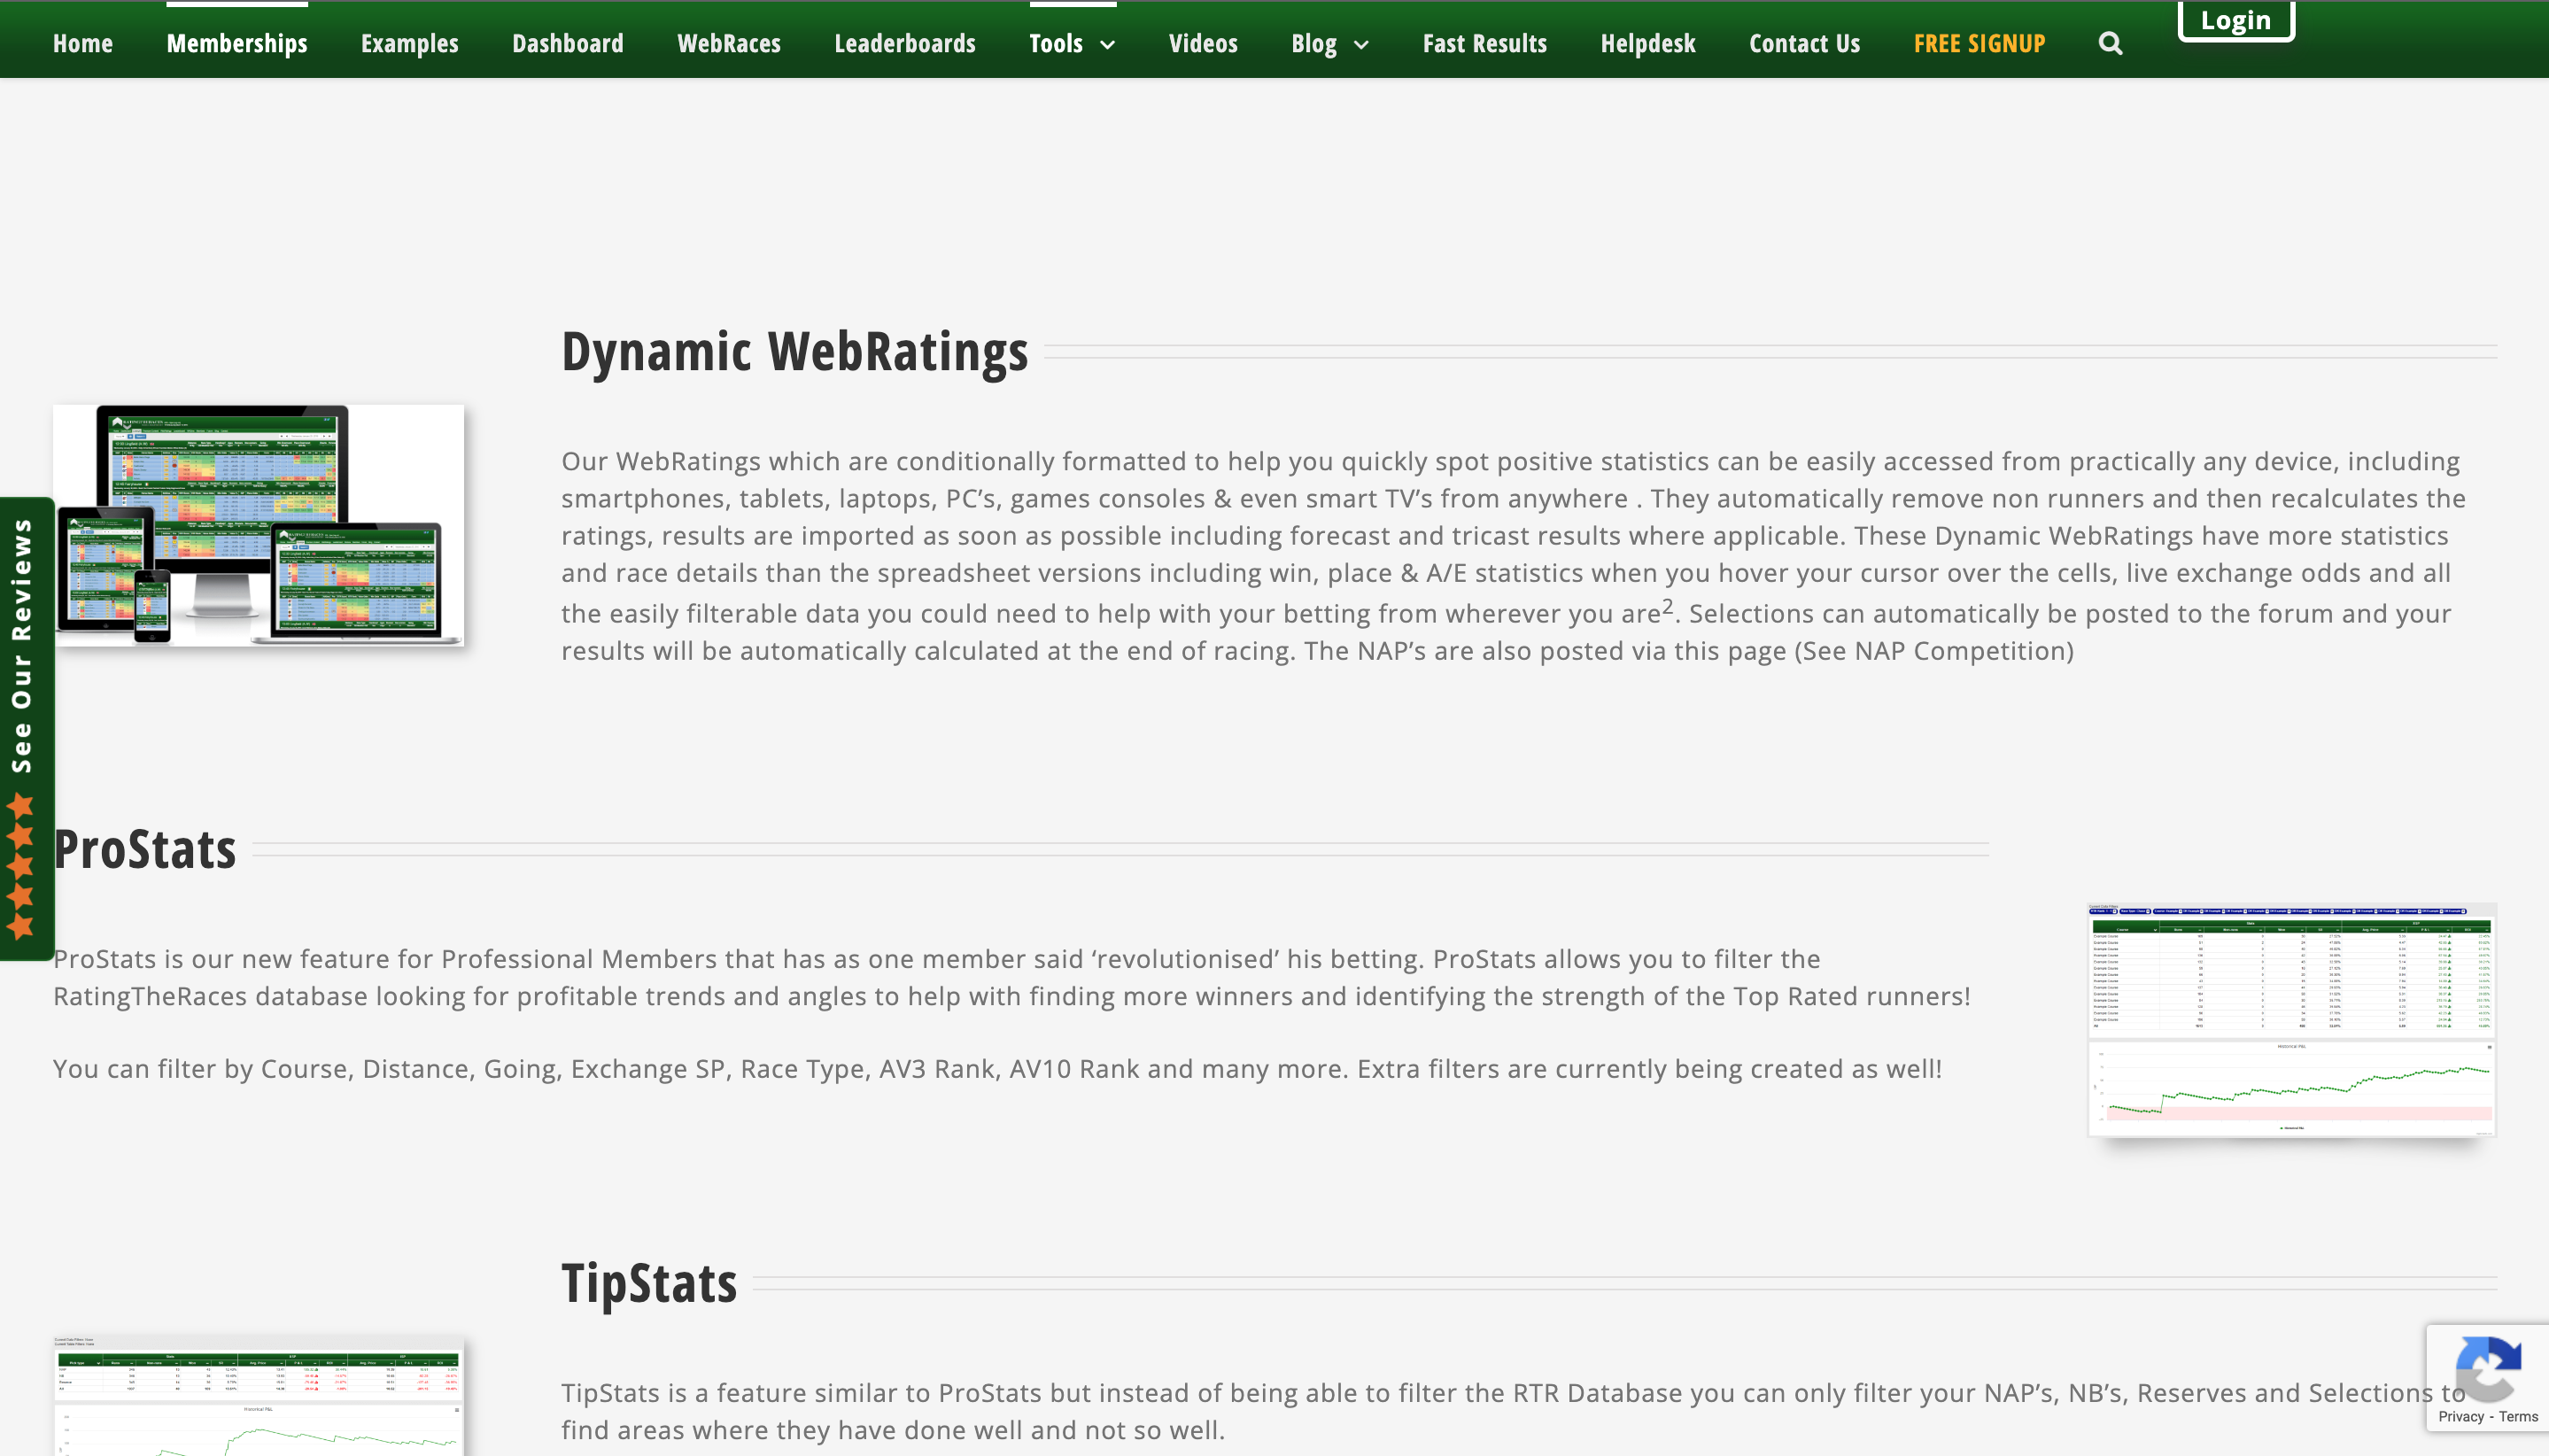 Home Memberships Examples Dashboard WebRaces Leaderboards Tools Videos Blog Fast Results Helpdesk Contact Us FREE SIGNUP Login
Dynamic WebRatings
Our WebRatings which are conditionally formatted to help you quickly spot positive statistics can be easily accessed from practically any device, including
smartphones, tablets, laptops, PC’s, games consoles & even smart TV’s from anywhere . They automatically remove non runners and then recalculates the
ratings, results are imported as soon as possible including forecast and tricast results where applicable. These Dynamic WebRatings have more statistics
and race details than the spreadsheet versions including win, place & A/E statistics when you hover your cursor over the cells, live exchange odds and all
the easily filterable data you could need to help with your betting from wherever you are². Selections can automatically be posted to the forum and your
results will be automatically calculated at the end of racing. The NAP’s are also posted via this page (See NAP Competition)
See Our Reviews
ProStats
ProStats is our new feature for Professional Members that has as one member said ‘revolutionised’ his betting. ProStats allows you to filter the
RatingTheRaces database looking for profitable trends and angles to help with finding more winners and identifying the strength of the Top Rated runners!
You can filter by Course, Distance, Going, Exchange SP, Race Type, AV3 Rank, AV10 Rank and many more. Extra filters are currently being created as well!
Historical P&L
TipStats
TipStats is a feature similar to ProStats but instead of being able to filter the RTR Database you can only filter your NAP’s, NB’s, Reserves and Selections to
find areas where they have done well and not so well.
Historical P&L
Privacy - Terms